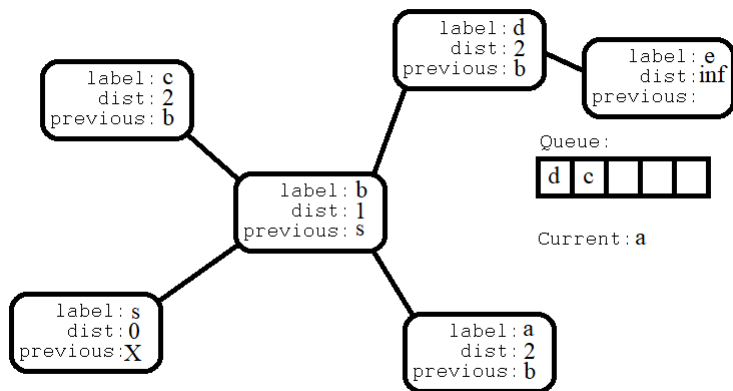 label: d
dist: 2
previous: b
label: e
dist: inf
previous:
label: c
dist: 2
previous: b
Queue:
d c
label: b
dist: 1
previous: s
Current: a
label: s
dist: 0
previous: X
label: a
dist: 2
previous: b